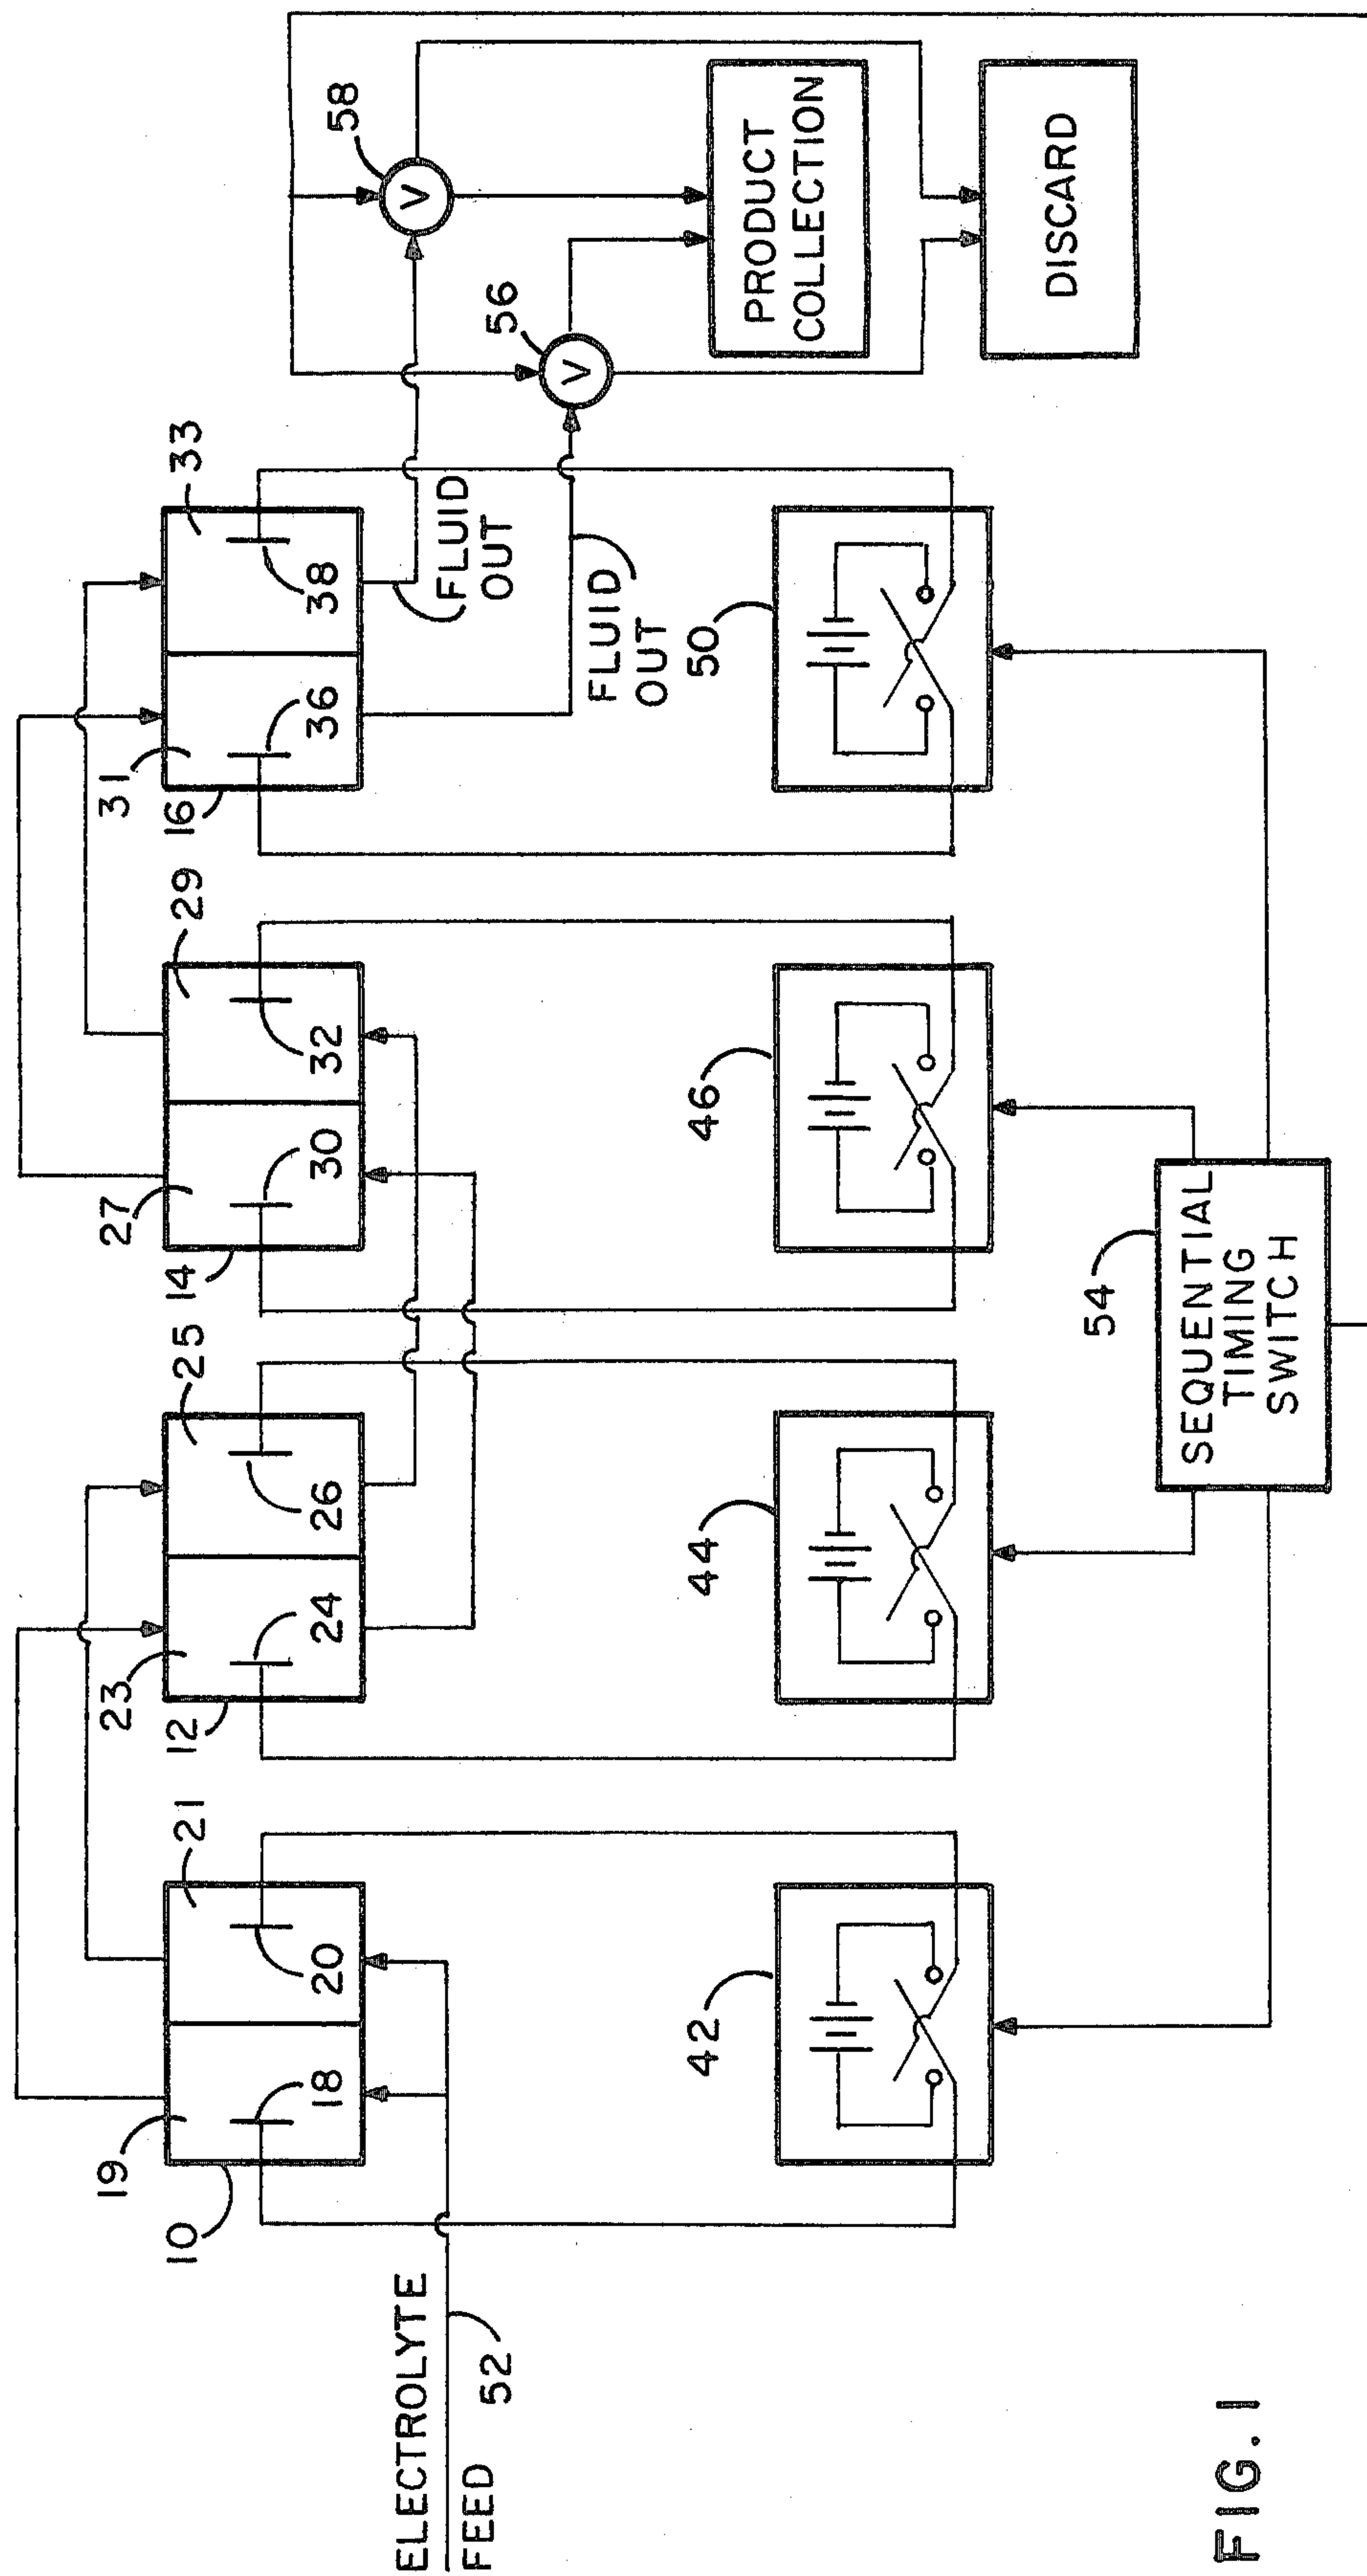 ELECTROLYTE
FEED
52
10
19
21
18
20
12
23
25
24
26
14
27
29
30
32
16
31
33
36
38
FLUID
OUT
FLUID
OUT
58
V
56
V
PRODUCT
COLLECTION
DISCARD
42
44
46
50
54
SEQUENTIAL
TIMING
SWITCH
FIG. 1